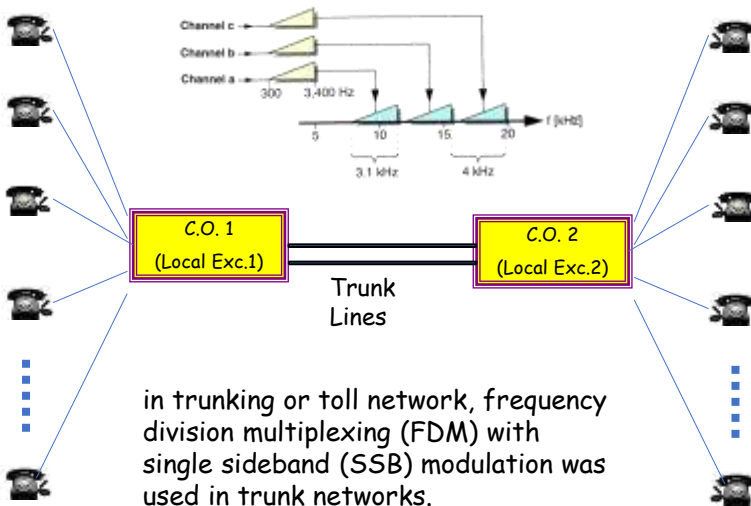 Channel c
Channel b
Channel a
300 3,400 Hz
f [kHz]
5 10 15 20
3.1 kHz 4 kHz
C.O. 1
(Local Exc.1)
C.O. 2
(Local Exc.2)
Trunk
Lines
in trunking or toll network, frequency
division multiplexing (FDM) with
single sideband (SSB) modulation was
used in trunk networks.